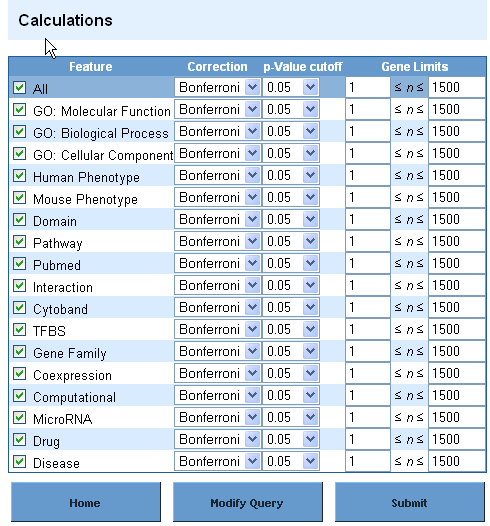 Calculations
Feature Correction p-Value cutoff Gene Limits
All Bonferroni 0.05 1 ≤ n ≤ 1500
GO: Molecular Function Bonferroni 0.05 1 ≤ n ≤ 1500
GO: Biological Process Bonferroni 0.05 1 ≤ n ≤ 1500
GO: Cellular Component Bonferroni 0.05 1 ≤ n ≤ 1500
Human Phenotype Bonferroni 0.05 1 ≤ n ≤ 1500
Mouse Phenotype Bonferroni 0.05 1 ≤ n ≤ 1500
Domain Bonferroni 0.05 1 ≤ n ≤ 1500
Pathway Bonferroni 0.05 1 ≤ n ≤ 1500
Pubmed Bonferroni 0.05 1 ≤ n ≤ 1500
Interaction Bonferroni 0.05 1 ≤ n ≤ 1500
Cytoband Bonferroni 0.05 1 ≤ n ≤ 1500
TFBS Bonferroni 0.05 1 ≤ n ≤ 1500
Gene Family Bonferroni 0.05 1 ≤ n ≤ 1500
Coexpression Bonferroni 0.05 1 ≤ n ≤ 1500
Computational Bonferroni 0.05 1 ≤ n ≤ 1500
MicroRNA Bonferroni 0.05 1 ≤ n ≤ 1500
Drug Bonferroni 0.05 1 ≤ n ≤ 1500
Disease Bonferroni 0.05 1 ≤ n ≤ 1500
Home Modify Query Submit